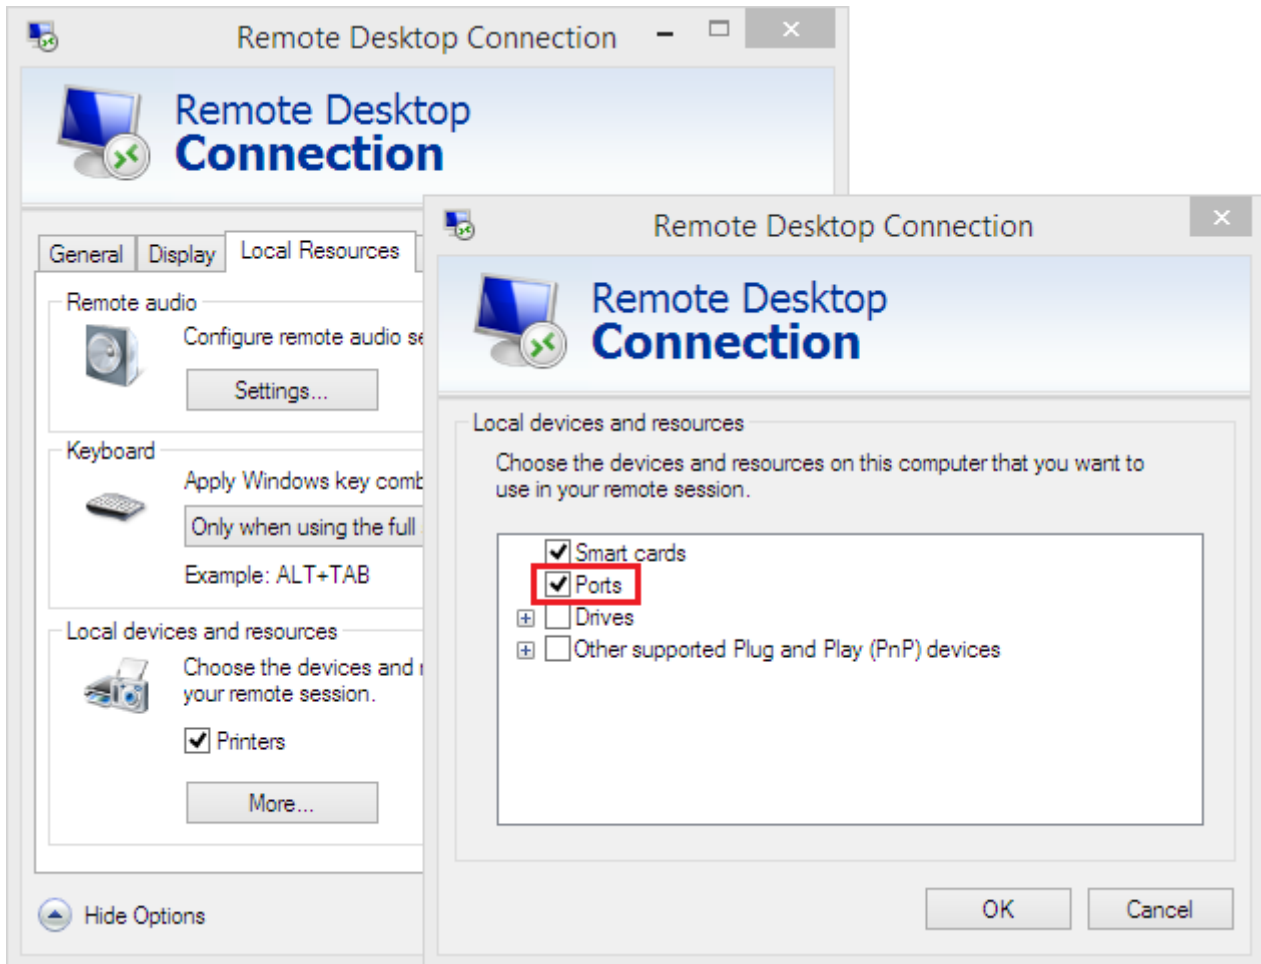 Remote Desktop Connection
Remote Desktop
Connection
General Display Local Resources
Remote audio
Configure remote audio se
Settings...
Keyboard
Apply Windows key comb
Only when using the full
Example: ALT+TAB
Local devices and resources
Choose the devices and
your remote session.
Printers
More...
Hide Options
Remote Desktop Connection
Remote Desktop
Connection
Local devices and resources
Choose the devices and resources on this computer that you want to
use in your remote session.
Smart cards
Ports
Drives
Other supported Plug and Play (PnP) devices
OK Cancel